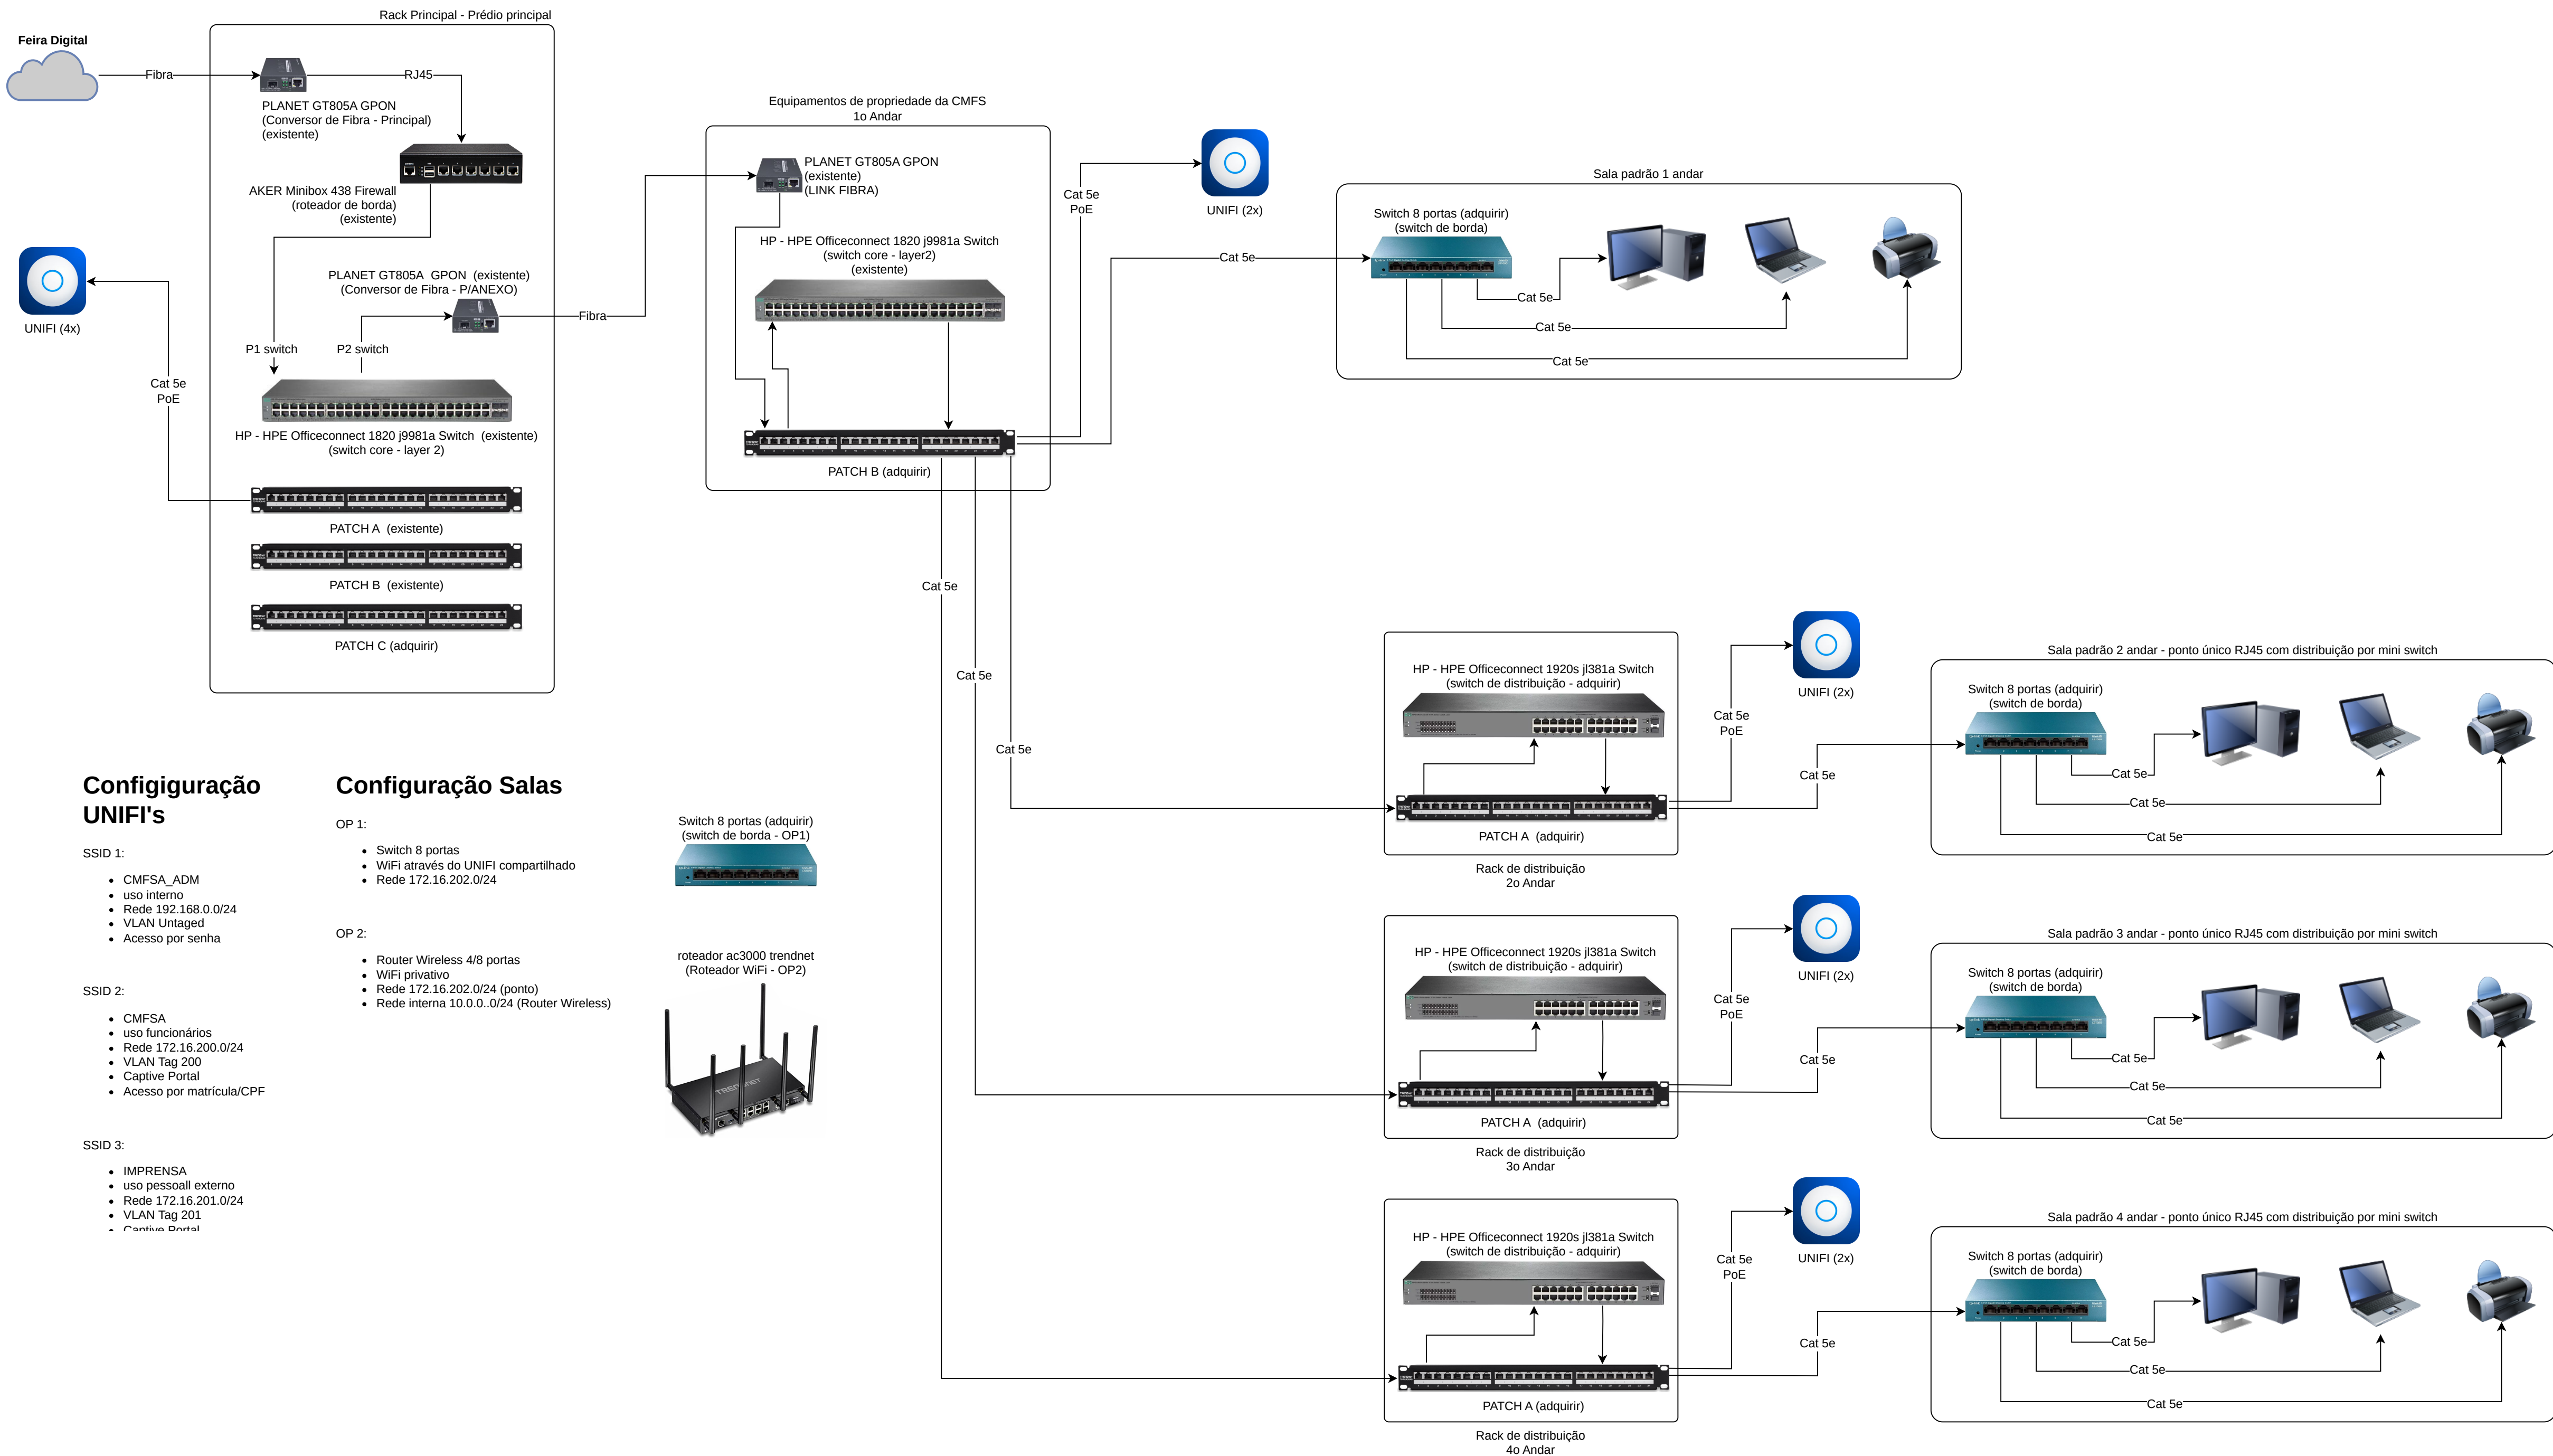 Rack Principal - Prédio principal
Feira Digital
Fibra
RJ45
PLANET GT805A GPON
(Conversor de Fibra - Principal)
(existente)
AKER Minibox 438 Firewall
(roteador de borda)
(existente)
UNIFI (4x)
Cat 5e
PoE
PLANET GT805A  GPON  (existente)
(Conversor de Fibra - P/ANEXO)
P1 switch
P2 switch
Fibra
HP - HPE Officeconnect 1820 j9981a Switch  (existente)
(switch core - layer 2)
PATCH A  (existente)
PATCH B  (existente)
PATCH C (adquirir)
Equipamentos de propriedade da CMFS
1o Andar
PLANET GT805A GPON
(existente)
(LINK FIBRA)
HP - HPE Officeconnect 1820 j9981a Switch
(switch core - layer2)
(existente)
PATCH B (adquirir)
Cat 5e
PoE
UNIFI (2x)
Cat 5e
Sala padrão 1 andar
Switch 8 portas (adquirir)
(switch de borda)
Cat 5e
Cat 5e
Cat 5e
Cat 5e
Cat 5e
Cat 5e
HP - HPE Officeconnect 1920s jl381a Switch
(switch de distribuição - adquirir)
PATCH A  (adquirir)
Rack de distribuição
2o Andar
Cat 5e
PoE
UNIFI (2x)
Cat 5e
Sala padrão 2 andar - ponto único RJ45 com distribuição por mini switch
Switch 8 portas (adquirir)
(switch de borda)
Cat 5e
Cat 5e
Cat 5e
HP - HPE Officeconnect 1920s jl381a Switch
(switch de distribuição - adquirir)
PATCH A  (adquirir)
Rack de distribuição
3o Andar
Cat 5e
PoE
UNIFI (2x)
Cat 5e
Sala padrão 3 andar - ponto único RJ45 com distribuição por mini switch
Switch 8 portas (adquirir)
(switch de borda)
Cat 5e
Cat 5e
Cat 5e
HP - HPE Officeconnect 1920s jl381a Switch
(switch de distribuição - adquirir)
PATCH A (adquirir)
Rack de distribuição
4o Andar
Cat 5e
PoE
UNIFI (2x)
Cat 5e
Sala padrão 4 andar - ponto único RJ45 com distribuição por mini switch
Switch 8 portas (adquirir)
(switch de borda)
Cat 5e
Cat 5e
Cat 5e
Configiguração
UNIFI's
SSID 1:
• CMFSA_ADM
• uso interno
• Rede 192.168.0.0/24
• VLAN Untaged
• Acesso por senha
SSID 2:
• CMFSA
• uso funcionários
• Rede 172.16.200.0/24
• VLAN Tag 200
• Captive Portal
• Acesso por matrícula/CPF
SSID 3:
• IMPRENSA
• uso pessoall externo
• Rede 172.16.201.0/24
• VLAN Tag 201
• Captive Portal
Configuração Salas
OP 1:
• Switch 8 portas
• WiFi através do UNIFI compartilhado
• Rede 172.16.202.0/24
OP 2:
• Router Wireless 4/8 portas
• WiFi privativo
• Rede 172.16.202.0/24 (ponto)
• Rede interna 10.0.0..0/24 (Router Wireless)
Switch 8 portas (adquirir)
(switch de borda - OP1)
roteador ac3000 trendnet
(Roteador WiFi - OP2)
TRENDNET